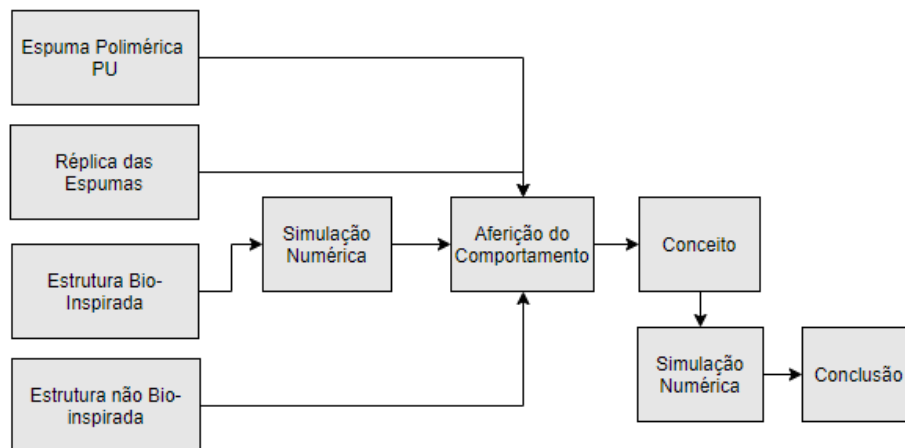 Espuma Polimérica
PU
Réplica das
Espumas
Estrutura Bio-
Inspirada
Estrutura não Bio-
inspirada
Simulação
Numérica
Aferição do
Comportamento
Conceito
Simulação
Numérica
Conclusão